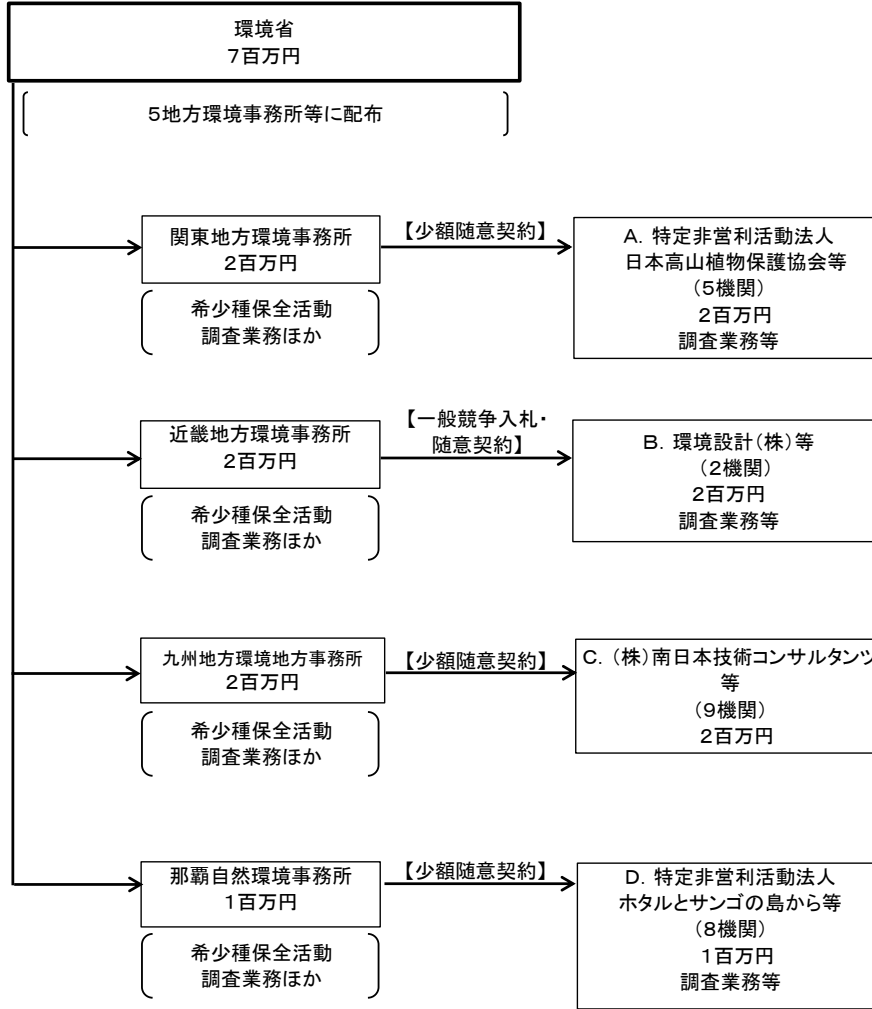 環境省
7百万円
5地方環境事務所等に配布
関東地方環境事務所
2百万円
【少額随意契約】
A. 特定非営利活動法人
日本高山植物保護協会等
(5機関)
2百万円
調査業務等
希少種保全活動
調査業務ほか
近畿地方環境事務所
2百万円
【一般競争入札・
随意契約】
B. 環境設計(株)等
(2機関)
2百万円
調査業務等
希少種保全活動
調査業務ほか
九州地方環境地方事務所
2百万円
【少額随意契約】
C. (株)南日本技術コンサルタンツ
等
(9機関)
2百万円
希少種保全活動
調査業務ほか
那覇自然環境事務所
1百万円
【少額随意契約】
D. 特定非営利活動法人
ホタルとサンゴの島から等
(8機関)
1百万円
調査業務等
希少種保全活動
調査業務ほか